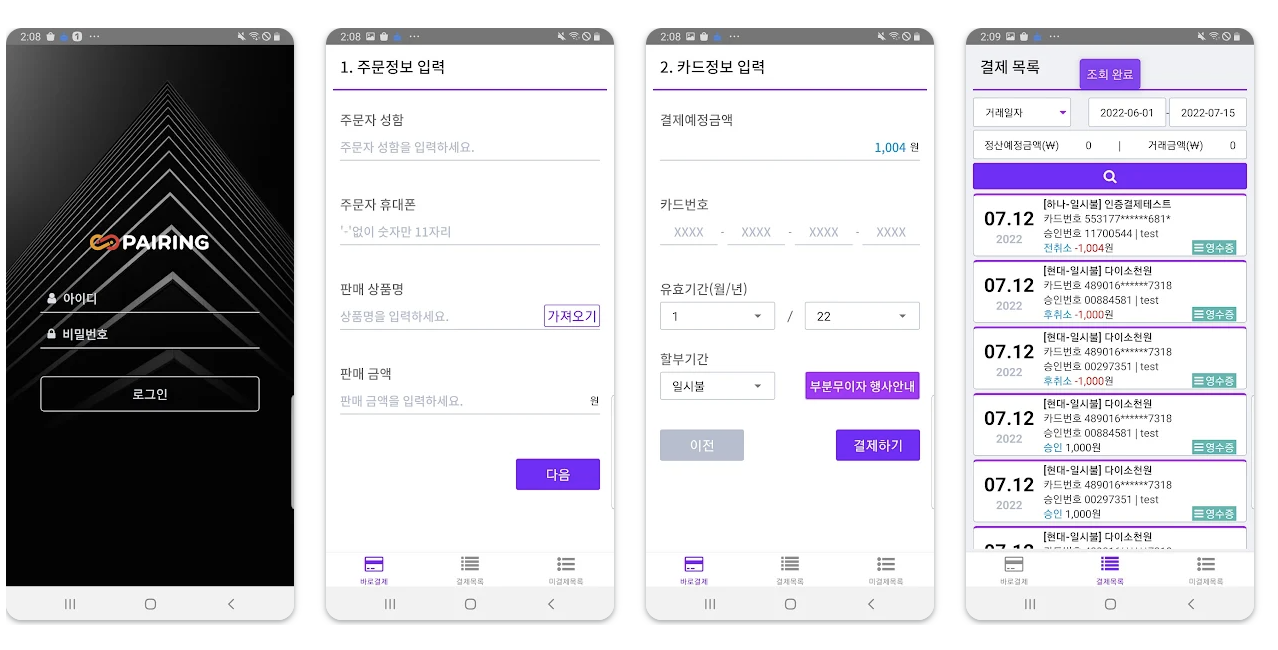 2:08 1 ···
PAIRING
아이디
비밀번호
로그인
2:08 ···
1. 주문정보 입력
주문자 성함
주문자 성함을 입력하세요.
주문자 휴대폰
'-'없이 숫자만 11자리
판매 상품명
상품명을 입력하세요. 가져오기
판매 금액
판매 금액을 입력하세요. 원
다음
바로결제 결제목록 미결제목록
2:08 ···
2. 카드정보 입력
결제예정금액
1,004 원
카드번호
XXXX - XXXX - XXXX - XXXX
유효기간(월/년)
1 / 22
할부기간
일시불 부분무이자 행사안내
이전 결제하기
바로결제 결제목록 미결제목록
2:09 ···
결제 목록 조회 완료
거래일자 2022-06-01 - 2022-07-15
정산예정금액(₩) 0 | 거래금액(₩) 0
[하나-일시불] 인증결제테스트
07.12 카드번호 553177******681*
2022 승인번호 11700544 | test
전취소 -1,004원 영수증
[현대-일시불] 다이소천원
07.12 카드번호 489016******7318
2022 승인번호 00884581 | test
후취소 -1,000원 영수증
[현대-일시불] 다이소천원
07.12 카드번호 489016******7318
2022 승인번호 00297351 | test
후취소 -1,000원 영수증
[현대-일시불] 다이소천원
07.12 카드번호 489016******7318
2022 승인번호 00884581 | test
승인 1,000원 영수증
[현대-일시불] 다이소천원
07.12 카드번호 489016******7318
2022 승인번호 00297351 | test
승인 1,000원 영수증
[현대-일시불] 다이소천원
07.12
바로결제 결제목록 미결제목록